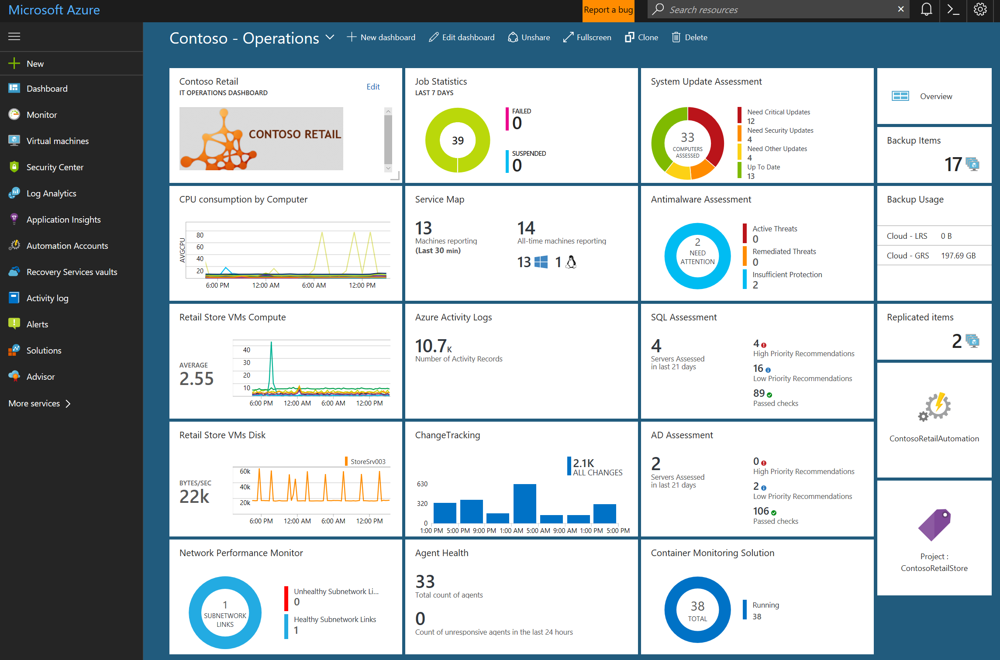 Microsoft Azure
Report a bug
Search resources
Contoso - Operations
New dashboard
Edit dashboard
Unshare
Fullscreen
Clone
Delete
New
Dashboard
Monitor
Virtual machines
Security Center
Log Analytics
Application Insights
Automation Accounts
Recovery Services vaults
Activity log
Alerts
Solutions
Advisor
More services
Contoso Retail
IT OPERATIONS DASHBOARD
Edit
CONTOSO RETAIL
Job Statistics
LAST 7 DAYS
39
FAILED
0
SUSPENDED
0
System Update Assessment
33
COMPUTERS
ASSESSED
Need Critical Updates
12
Need Security Updates
4
Need Other Updates
4
Up To Date
13
Overview
Backup Items
17
CPU consumption by Computer
AVGCPU
80
60
40
20
6:00 PM 12:00 AM 6:00 AM 12:00 PM
Service Map
13
Machines reporting
(Last 30 min)
14
All-time machines reporting
13 1
Antimalware Assessment
2
NEED
ATTENTION
Active Threats
0
Remediated Threats
0
Insufficient Protection
2
Backup Usage
Cloud - LRS 0 B
Cloud - GRS 197.69 GB
Retail Store VMs Compute
AVERAGE
2.55
40
30
20
10
6:00 PM 12:00 AM 6:00 AM 12:00 PM
Azure Activity Logs
10.7K
Number of Activity Records
SQL Assessment
4
Servers Assessed
in last 21 days
4
High Priority Recommendations
16
Low Priority Recommendations
89
Passed checks
Replicated items
2
ContosoRetailAutomation
Retail Store VMs Disk
StoreSrv003
BYTES/SEC
22k
60k
40k
20k
6:00 PM 12:00 AM 6:00 AM 12:00 PM
ChangeTracking
2.1K
ALL CHANGES
630
320
0
1:00 PM 5:00 PM 9:00 PM 1:00 AM 5:00 AM 9:00 AM 1:00 PM 5:00 PM
AD Assessment
2
Servers Assessed
in last 21 days
0
High Priority Recommendations
2
Low Priority Recommendations
106
Passed checks
Project :
ContosoRetailStore
Network Performance Monitor
1
SUBNETWORK
LINKS
Unhealthy Subnetwork Li...
0
Healthy Subnetwork Links
1
Agent Health
33
Total count of agents
0
Count of unresponsive agents in the last 24 hours
Container Monitoring Solution
38
TOTAL
Running
38